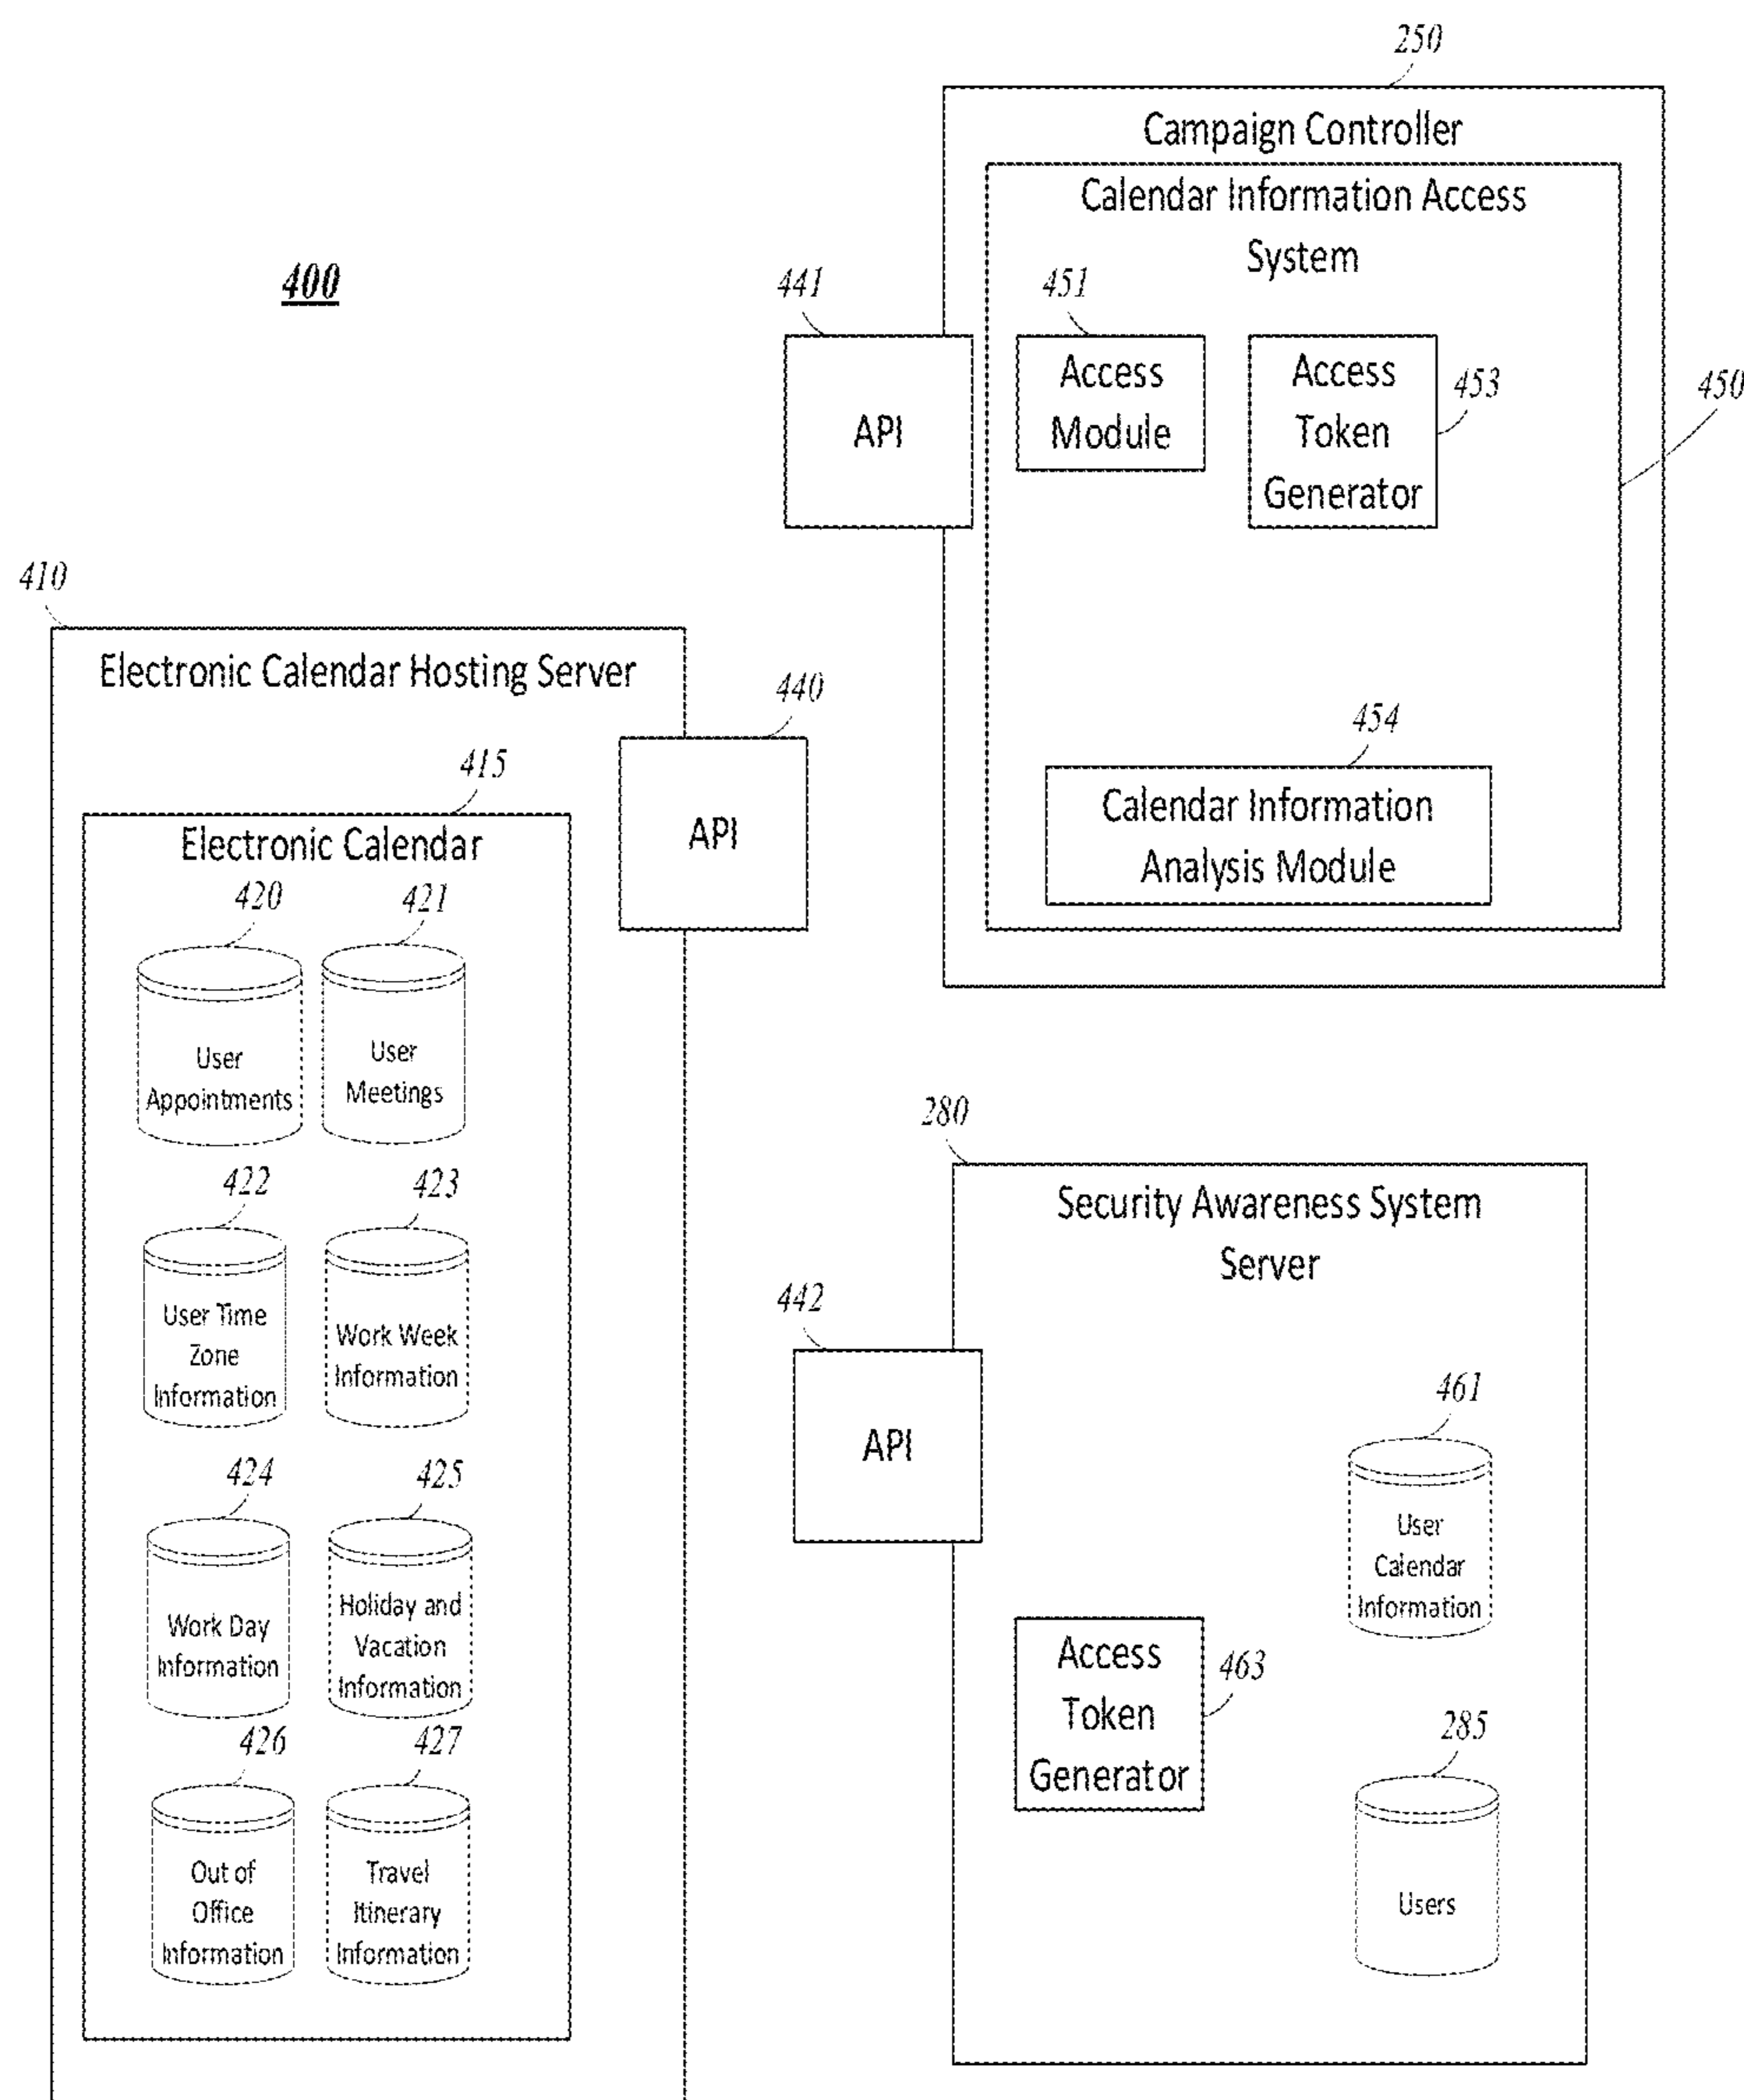 250
Campaign Controller
Calendar Information Access
System
400
441
451
API
Access
Module
Access
Token
Generator
453
450
454
Calendar Information
Analysis Module
410
Electronic Calendar Hosting Server
440
API
415
Electronic Calendar
420
421
User
Appointments
User
Meetings
422
423
User Time
Zone
Information
Work Week
Information
424
425
Work Day
Information
Holiday and
Vacation
Information
426
427
Out of
Office
Information
Travel
Itinerary
Information
280
Security Awareness System
Server
442
API
461
User
Calendar
Information
Access
Token
Generator
463
285
Users